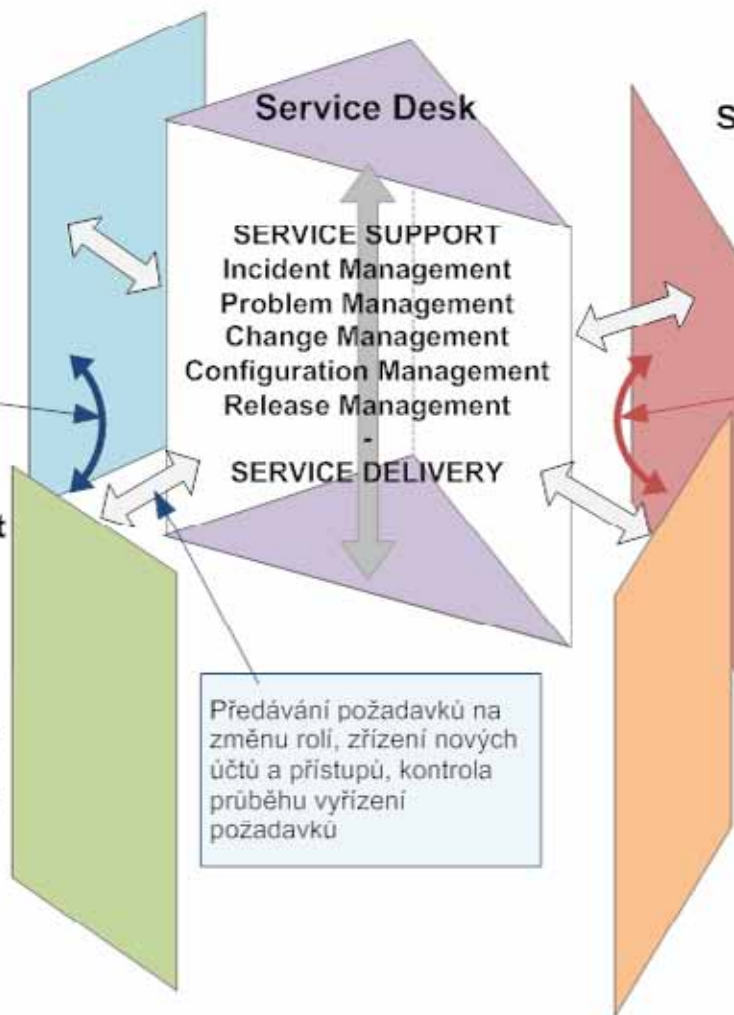 Service Desk
S
SERVICE SUPPORT
Incident Management
Problem Management
Change Management
Configuration Management
Release Management
-
SERVICE DELIVERY
t
Předávání požadavků na
změnu rolí, zřízení nových
účtů a přístupů, kontrola
průběhu vyřízení
požadavků